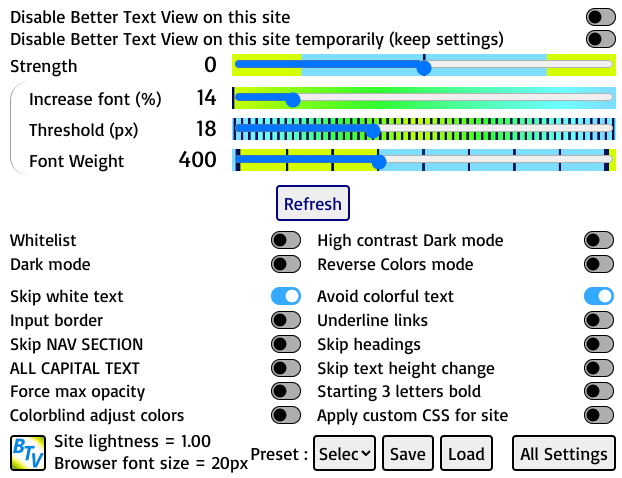 Disable Better Text View on this site
Disable Better Text View on this site temporarily (keep settings)
Strength 0
Increase font (%) 14
Threshold (px) 18
Font Weight 400
Refresh
Whitelist High contrast Dark mode
Dark mode Reverse Colors mode
Skip white text Avoid colorful text
Input border Underline links
Skip NAV SECTION Skip headings
ALL CAPITAL TEXT Skip text height change
Force max opacity Starting 3 letters bold
Colorblind adjust colors Apply custom CSS for site
BTV Site lightness = 1.00
Browser font size = 20px Preset : Selec Save Load All Settings